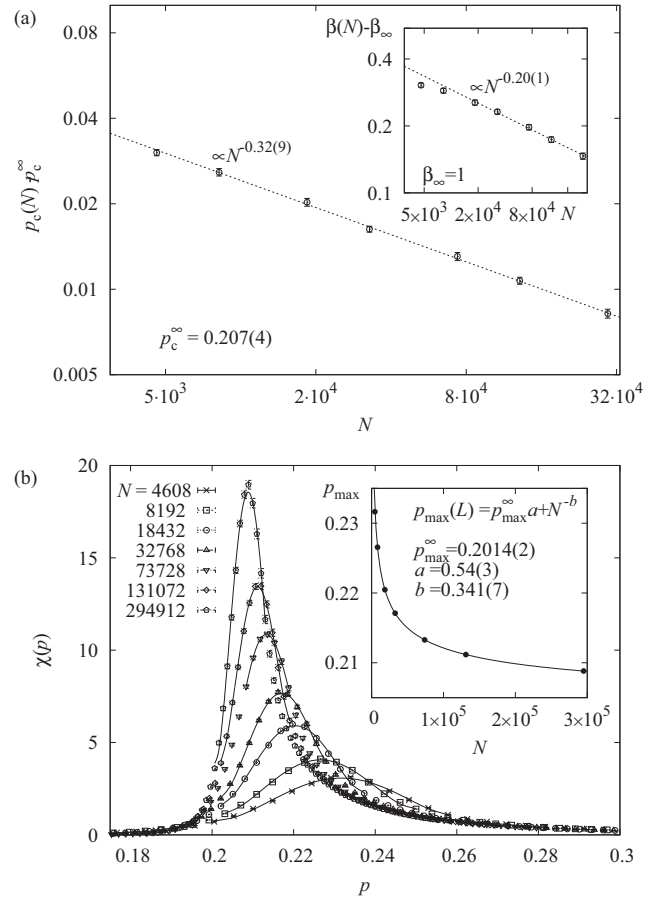 (a)
0.08
0.04
0.02
0.01
0.005
p_c(N)-p_c^∞
∝N^-0.32(9)
p_c^∞ = 0.207(4)
5·10^3
2·10^4
8·10^4
32·10^4
N
β(N)-β_∞
0.4
0.2
0.1
∝N^-0.20(1)
β_∞=1
5·10^3
2·10^4
8·10^4
N
(b)
20
15
10
5
0
χ(p)
N = 4608
8192
18432
32768
73728
131072
294912
0.18
0.2
0.22
0.24
0.26
0.28
0.3
p
p_max
0.23
0.22
0.21
p_max(L) = p_max^∞ a+N^-b
p_max^∞=0.2014(2)
a=0.54(3)
b=0.341(7)
0
1×10^5
2×10^5
3×10^5
N